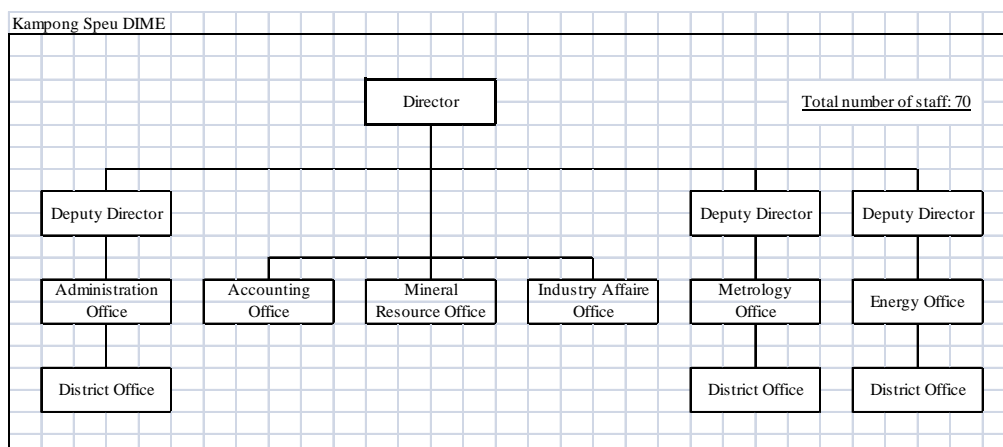 Kampong Speu DIME
Director
Total number of staff: 70
Deputy Director
Deputy Director
Deputy Director
Administration
Office
Accounting
Office
Mineral
Resource Office
Industry Affaire
Office
Metrology
Office
Energy Office
District Office
District Office
District Office